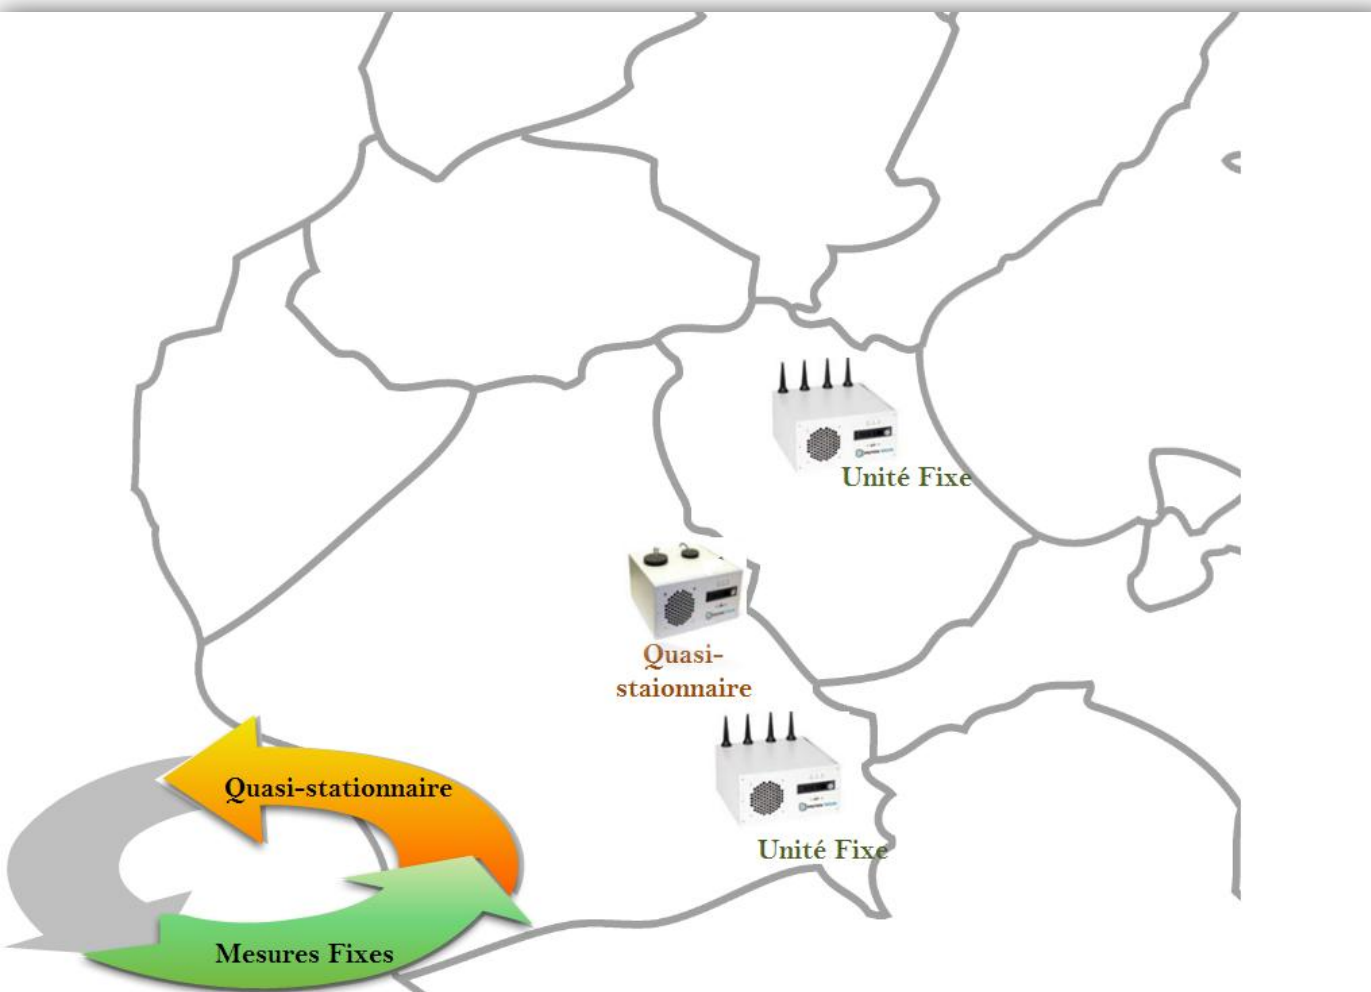 Unité Fixe
Quasi-
staionnaire
Quasi-stationnaire
Unité Fixe
Mesures Fixes